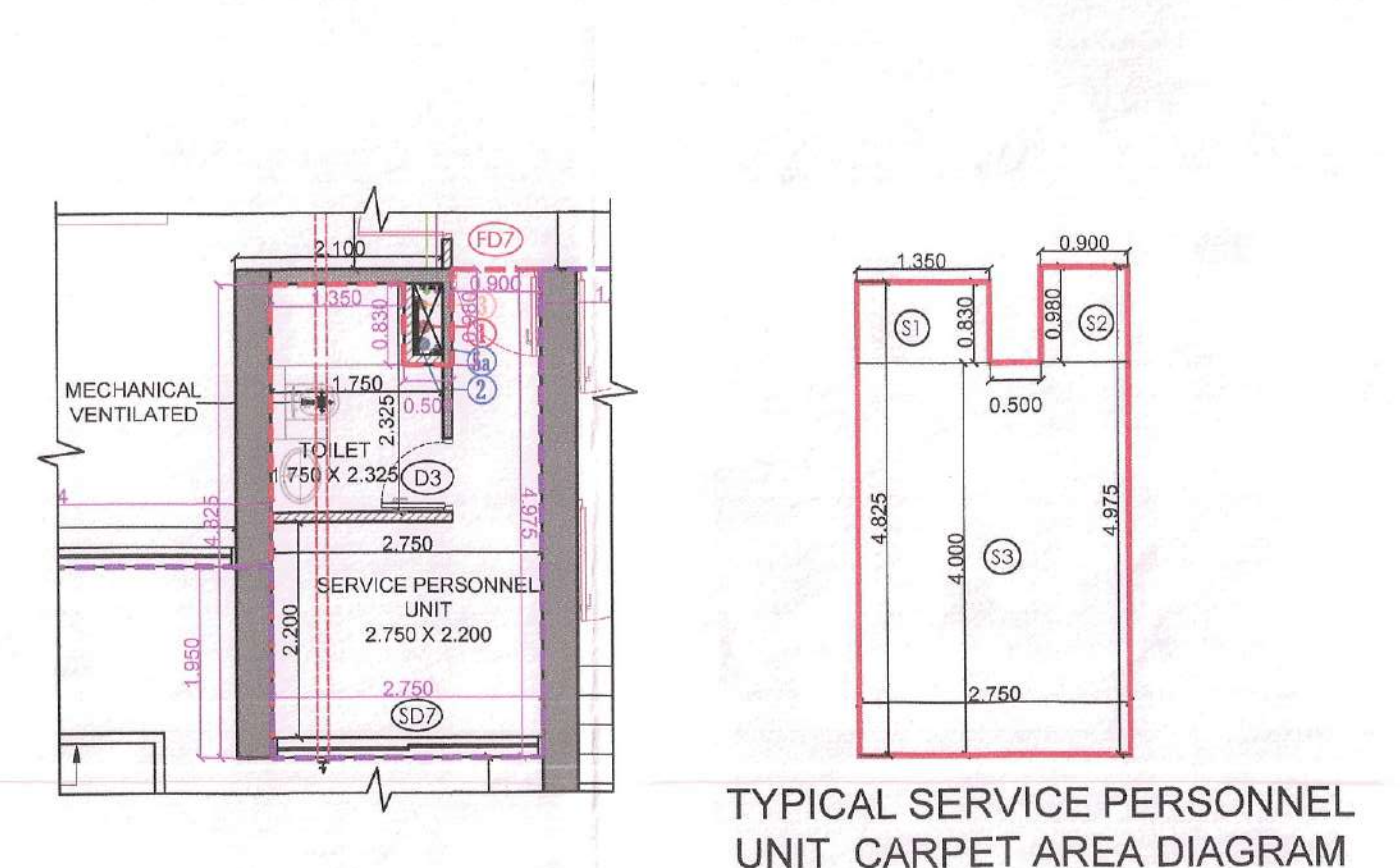 2.100
FD7
1.350
0.900
0.830
0.980
3
1
5a
2
MECHANICAL
VENTILATED
1.750
0.50
2.325
TOILET
1.750 X 2.325
D3
4
4.825
4.975
2.750
SERVICE PERSONNEL
UNIT
2.750 X 2.200
2.200
1.950
2.750
SD7
1.
1.350
0.900
S1
0.830
0.980
S2
0.500
4.825
4.000
S3
4.975
2.750
TYPICAL SERVICE PERSONNEL
UNIT CARPET AREA DIAGRAM